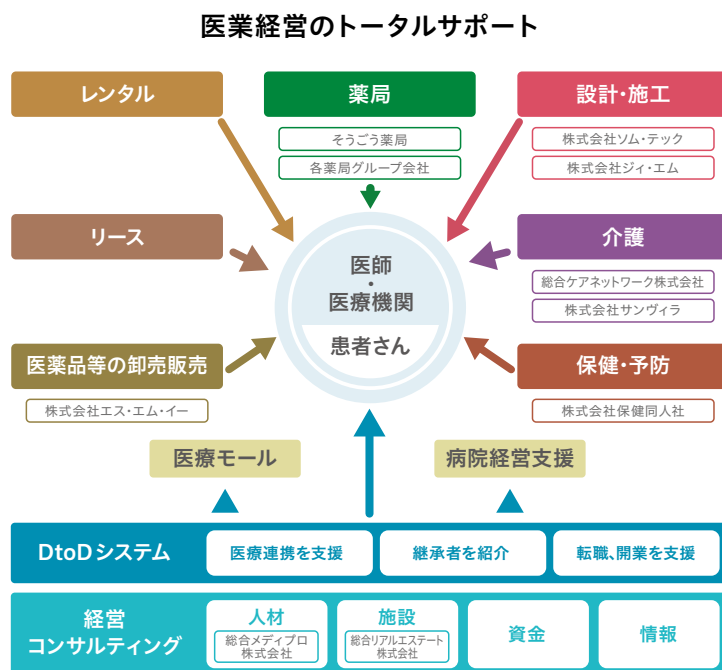 医業経営のトータルサポート
レンタル
薬局
設計・施工
そうごう薬局
各薬局グループ会社
株式会社ソム・テック
株式会社ジィ・エム
リース
介護
総合ケアネットワーク株式会社
株式会社サンヴィラ
医師
・
医療機関
患者さん
医薬品等の卸売販売
株式会社エス・エム・イー
保健・予防
株式会社保健同人社
医療モール
病院経営支援
DtoDシステム
医療連携を支援
継承者を紹介
転職、開業を支援
経営
コンサルティング
人材
総合メディプロ
株式会社
施設
総合リアルエステート
株式会社
資金
情報